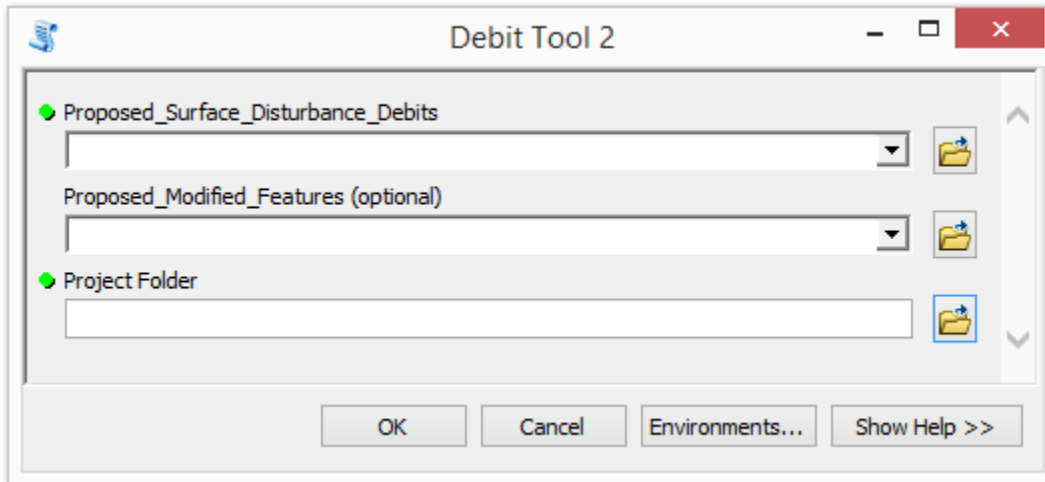 Debit Tool 2
Proposed_Surface_Disturbance_Debits
Proposed_Modified_Features (optional)
Project Folder
OK Cancel Environments... Show Help >>